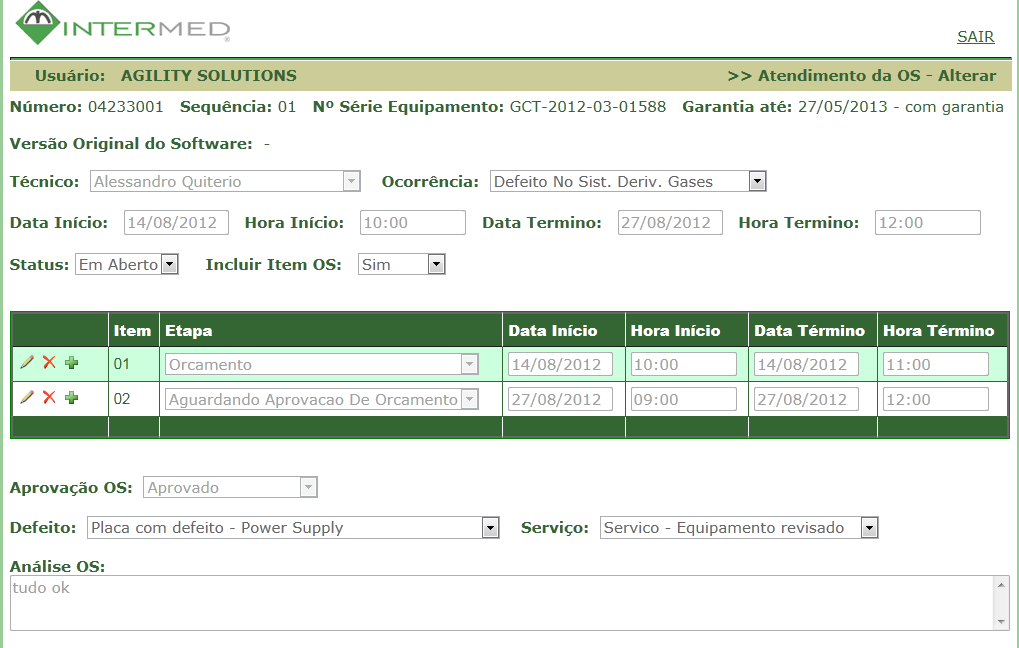 INTERMED®
SAIR
Usuário: AGILITY SOLUTIONS >> Atendimento da OS - Alterar
Número: 04233001 Sequência: 01 Nº Série Equipamento: GCT-2012-03-01588 Garantia até: 27/05/2013 - com garantia
Versão Original do Software: -
Técnico: Alessandro Quiterio Ocorrência: Defeito No Sist. Deriv. Gases
Data Início: 14/08/2012 Hora Início: 10:00 Data Termino: 27/08/2012 Hora Termino: 12:00
Status: Em Aberto Incluir Item OS: Sim
Item Etapa Data Início Hora Início Data Término Hora Término
01 Orcamento 14/08/2012 10:00 14/08/2012 11:00
02 Aguardando Aprovacao De Orcamento 27/08/2012 09:00 27/08/2012 12:00
Aprovação OS: Aprovado
Defeito: Placa com defeito - Power Supply Serviço: Servico - Equipamento revisado
Análise OS:
tudo ok